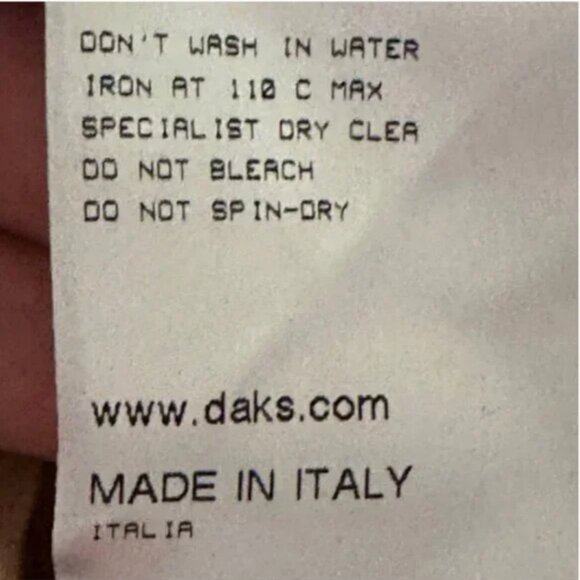 DON'T WASH IN WATER
IRON AT 110 C MAX
SPECIALIST DRY CLEA
DO NOT BLEACH
DO NOT SPIN-DRY
www.daks.com
MADE IN ITALY
ITALIA